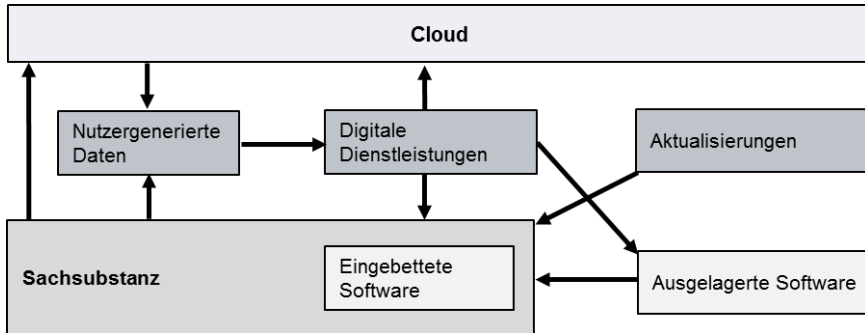 Cloud
Nutzergenerierte
Daten
Digitale
Dienstleistungen
Aktualisierungen
Sachsubstanz
Eingebettete
Software
Ausgelagerte Software